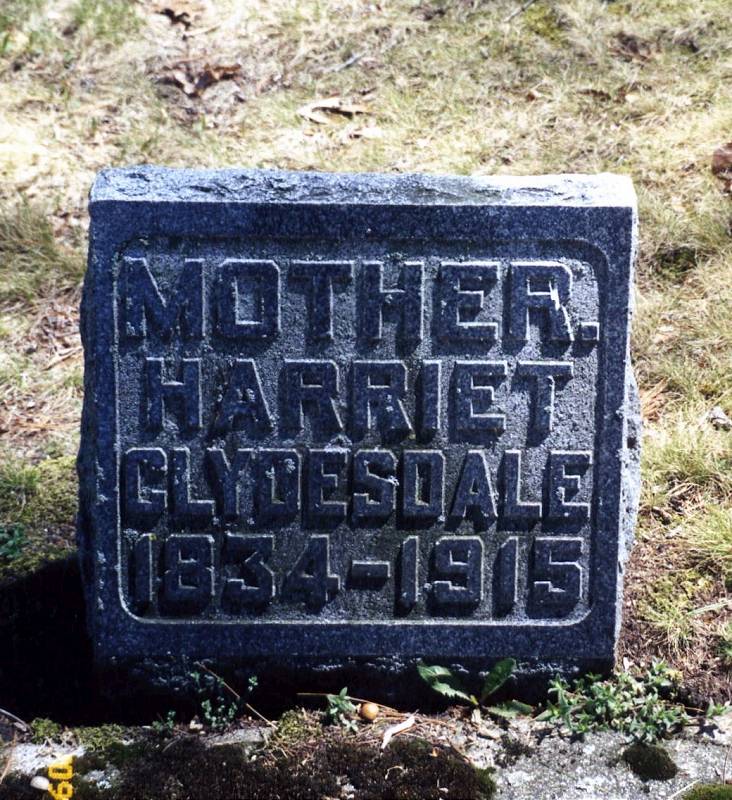 MOTHER.
HARRIET
CLYDESDALE
1834-1915